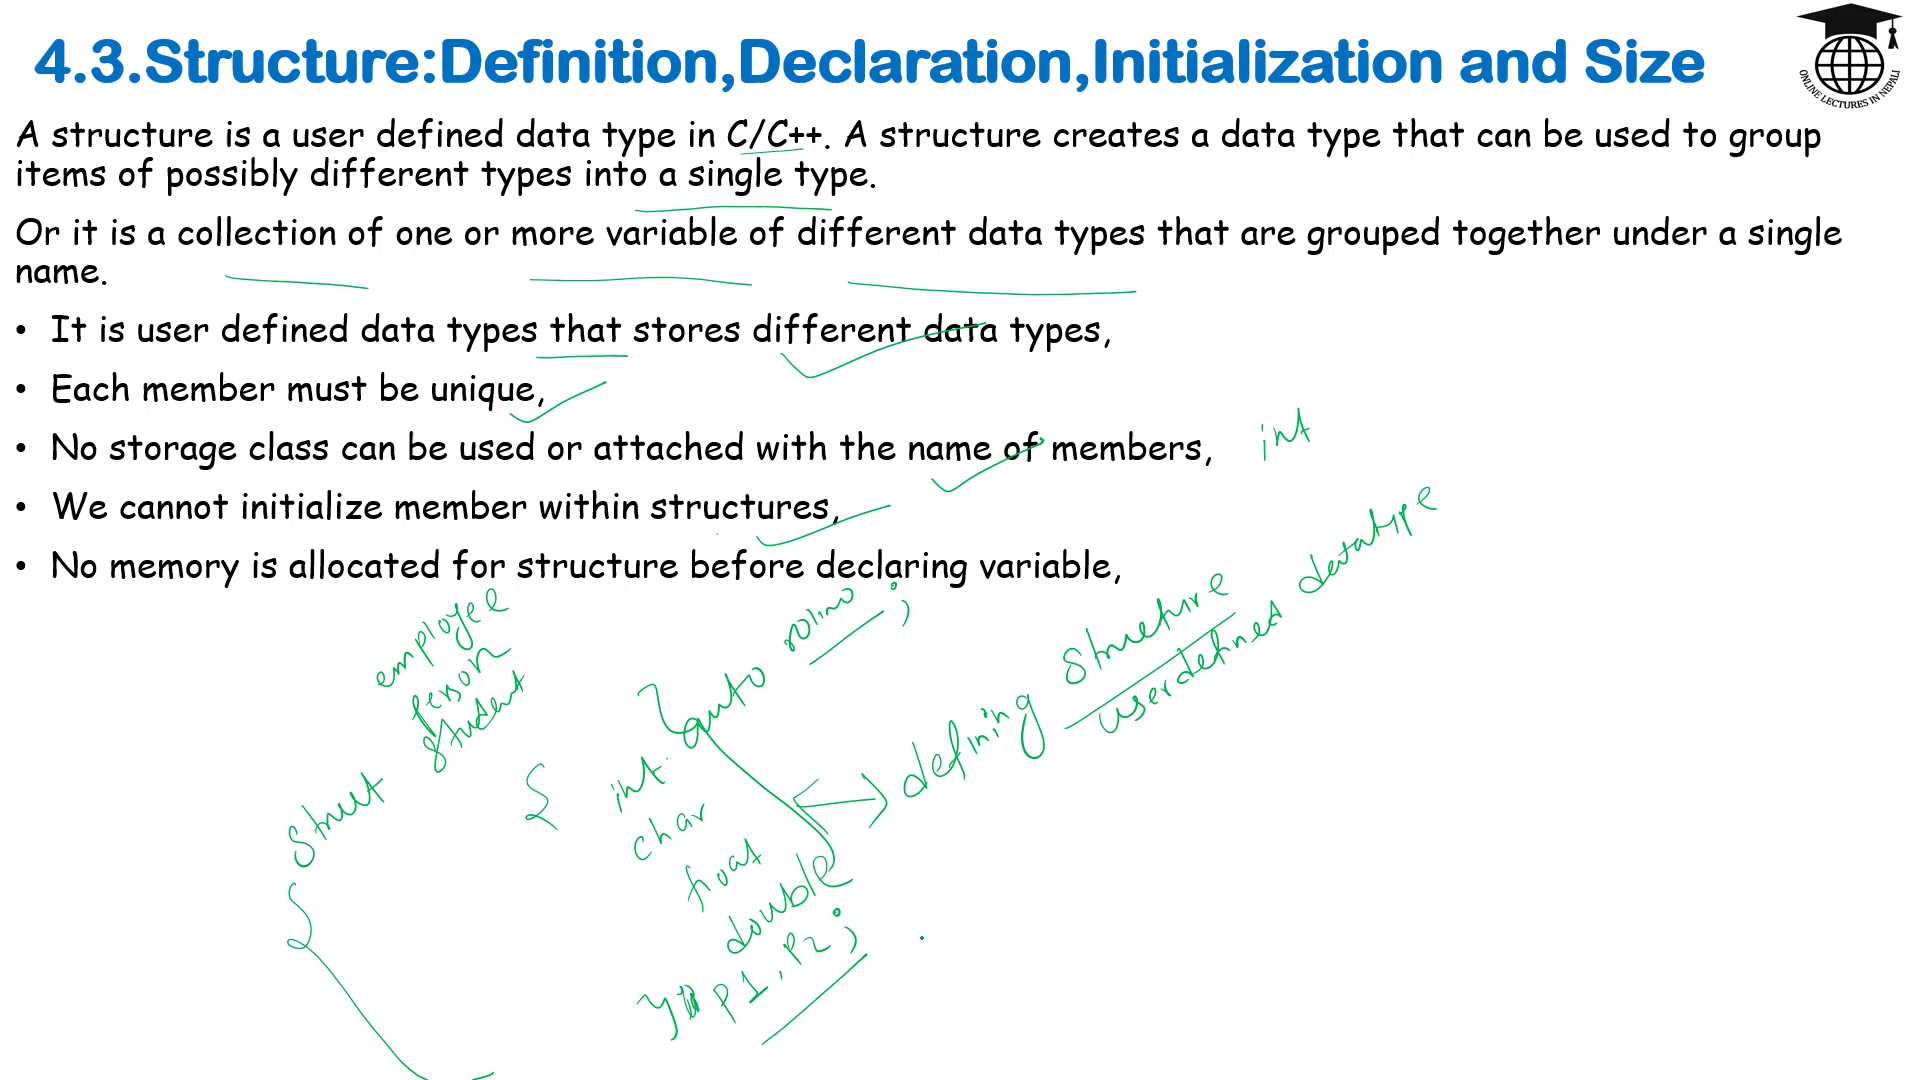 4.3.Structure:Definition,Declaration,Initialization and Size
ONLINE LECTURES IN NEPALI
A structure is a user defined data type in C/C++. A structure creates a data type that can be used to group
items of possibly different types into a single type.
Or it is a collection of one or more variable of different data types that are grouped together under a single
name.
• It is user defined data types that stores different data types,
• Each member must be unique,
• No storage class can be used or attached with the name of members,
int
• We cannot initialize member within structures,
• No memory is allocated for structure before declaring variable,
employee
person
student
struct
{
{
auto rollno ;
int
char
float
double
} p1, p2 ;
defining structure
userdefined datatype